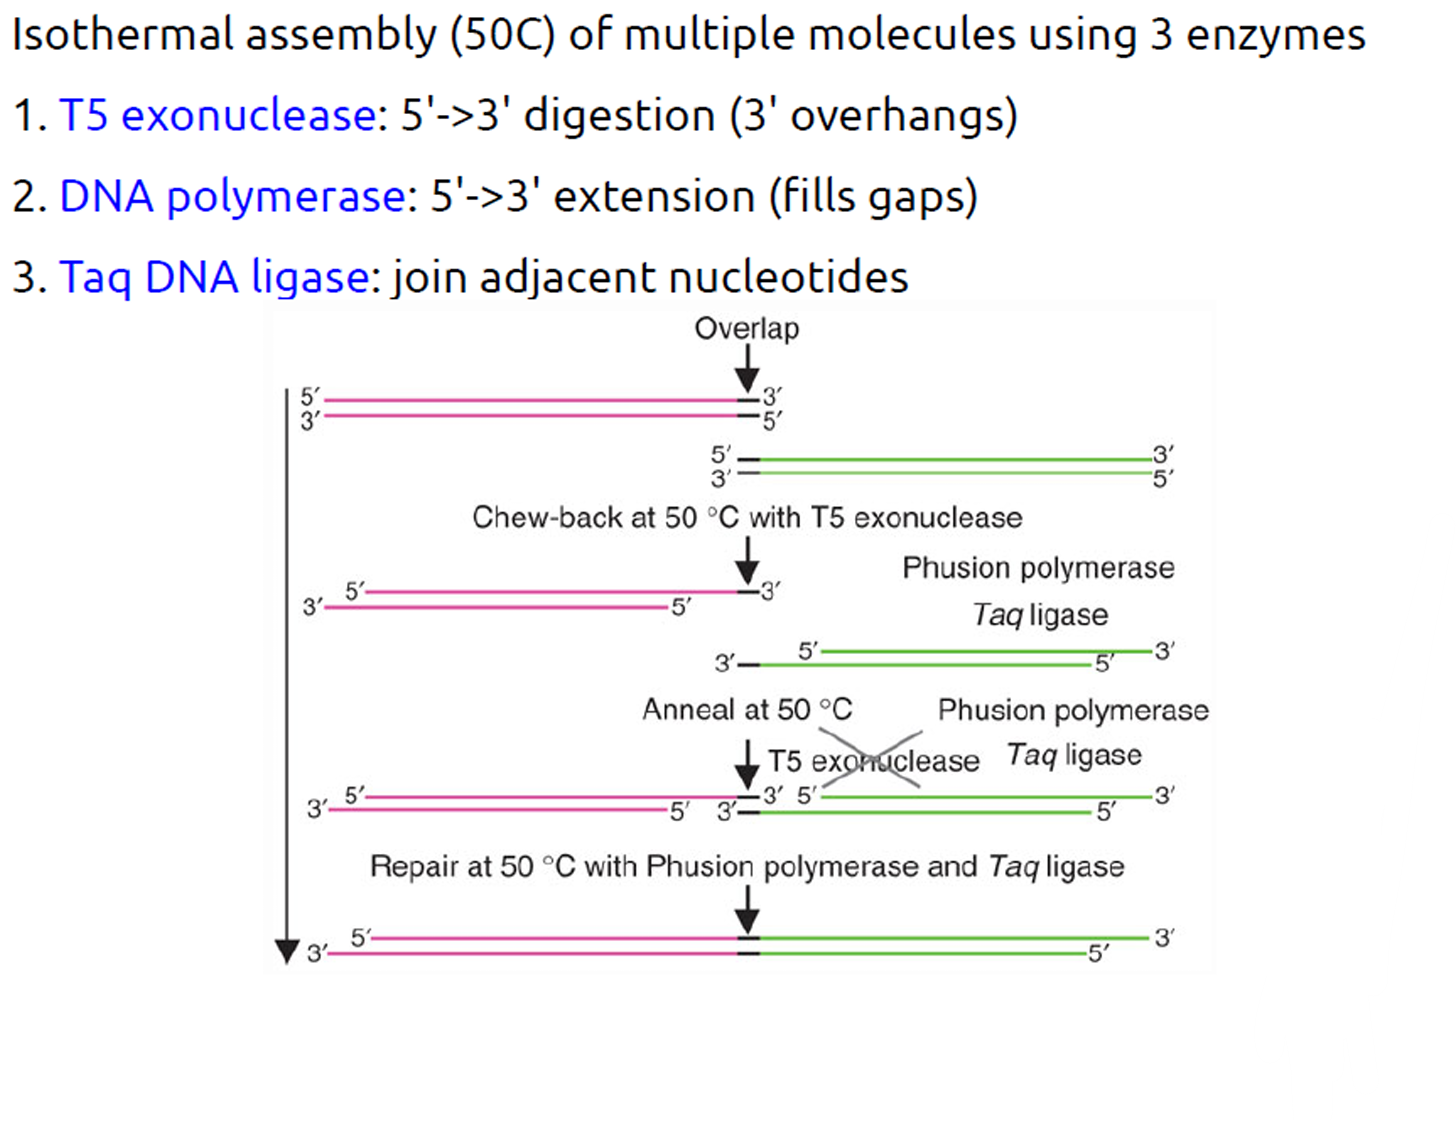 Isothermal assembly (50C) of multiple molecules using 3 enzymes
1. T5 exonuclease: 5'->3' digestion (3' overhangs)
2. DNA polymerase: 5'->3' extension (fills gaps)
3. Taq DNA ligase: join adjacent nucleotides
Overlap
5′ 3′
3′ 5′
5′ 3′
3′ 5′
Chew-back at 50 °C with T5 exonuclease
Phusion polymerase
5′ 3′
3′ 5′
Taq ligase
5′ 3′
3′ 5′
Anneal at 50 °C Phusion polymerase
T5 exonuclease Taq ligase
5′ 3′ 5′ 3′
3′ 5′ 3′ 5′
Repair at 50 °C with Phusion polymerase and Taq ligase
5′ 3′
3′ 5′